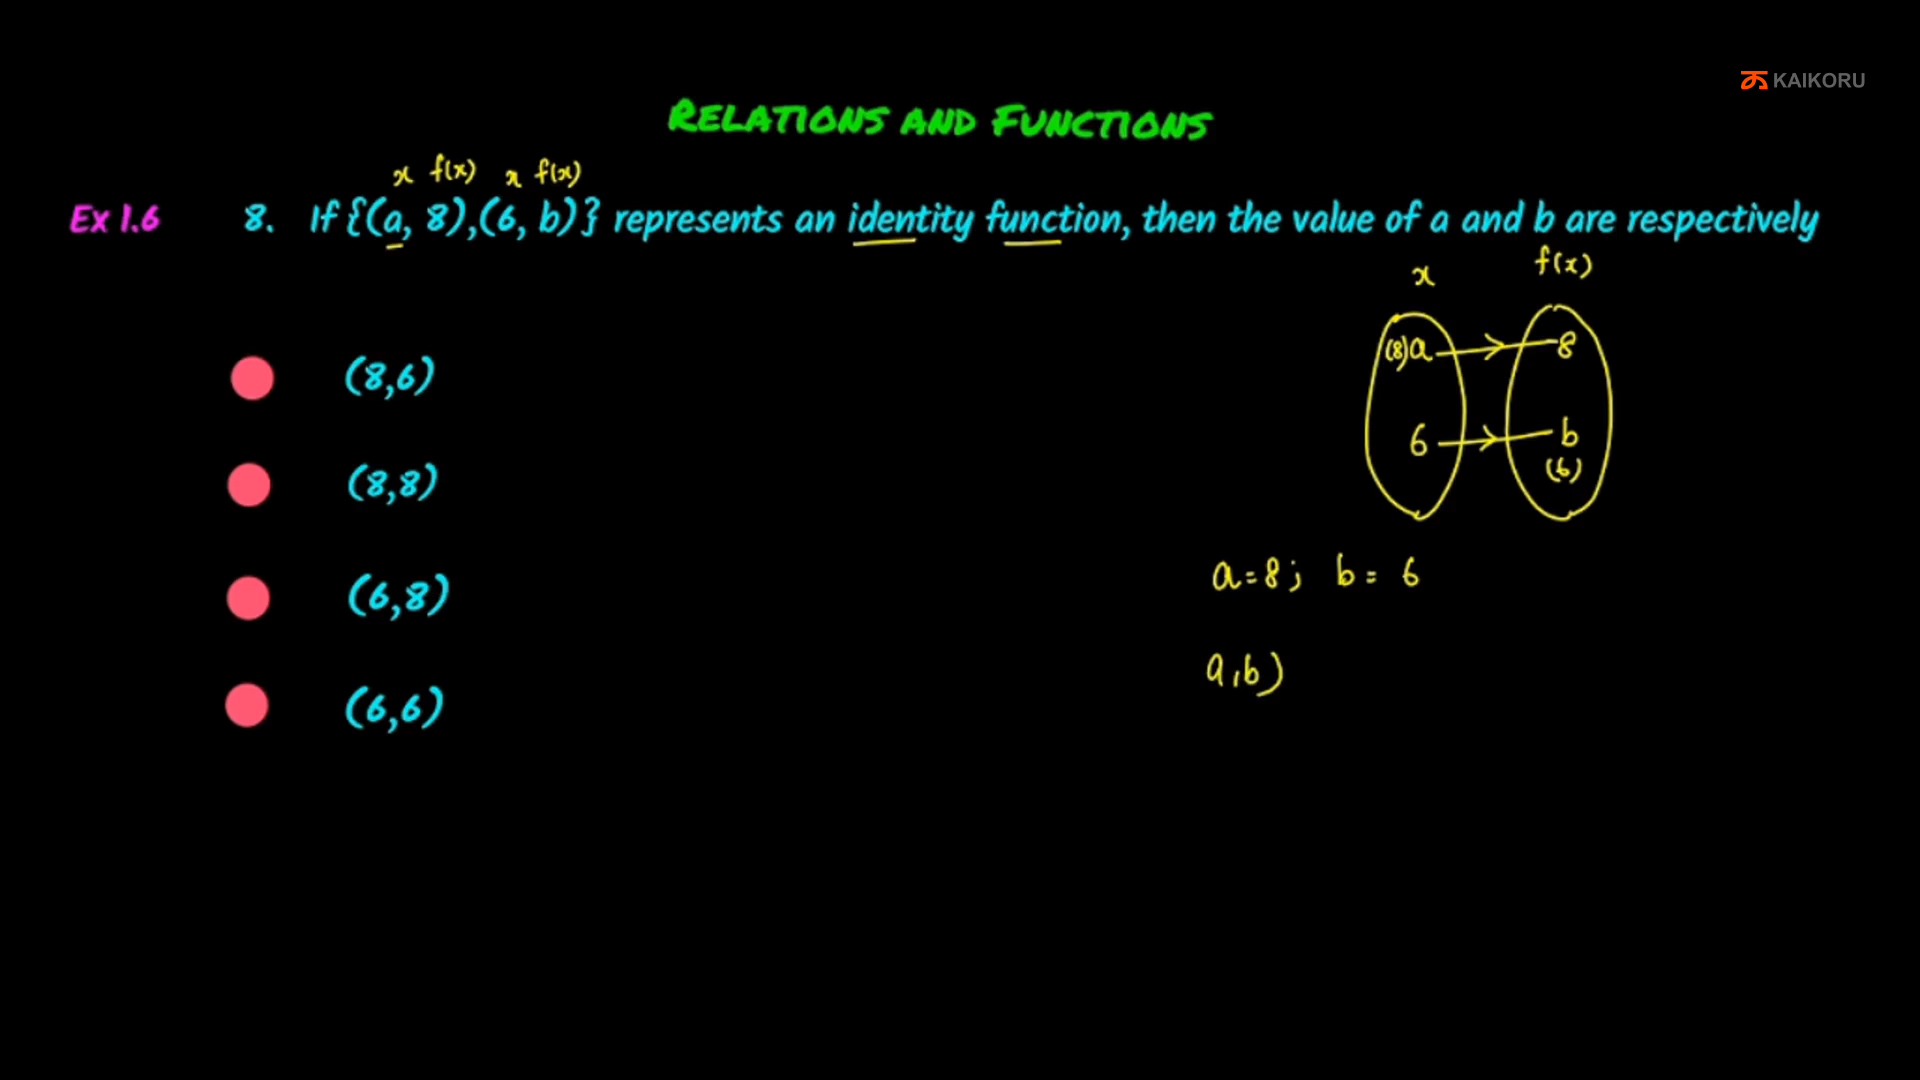 KAIKORU
RELATIONS AND FUNCTIONS
x f(x) x f(x)
Ex 1.6 8. If {(a, 8),(6, b)} represents an identity function, then the value of a and b are respectively
x f(x)
(8)a 8
6 b
(6)
(8,6)
(8,8)
(6,8)
(6,6)
a=8; b= 6
a,b)